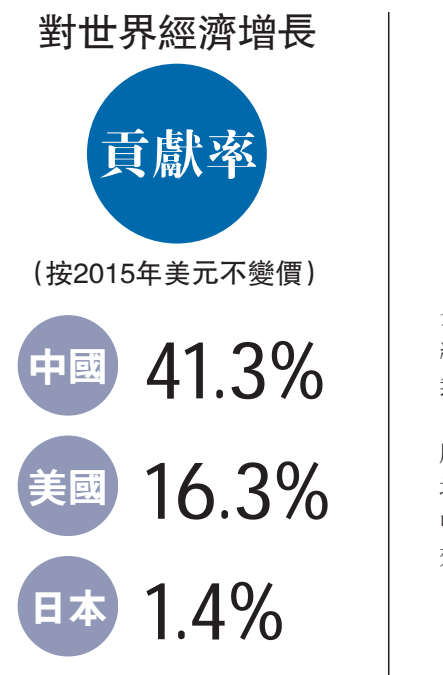 對世界經濟增長
貢獻率
(按2015年美元不變價)
中國 41.3%
美國 16.3%
日本 1.4%